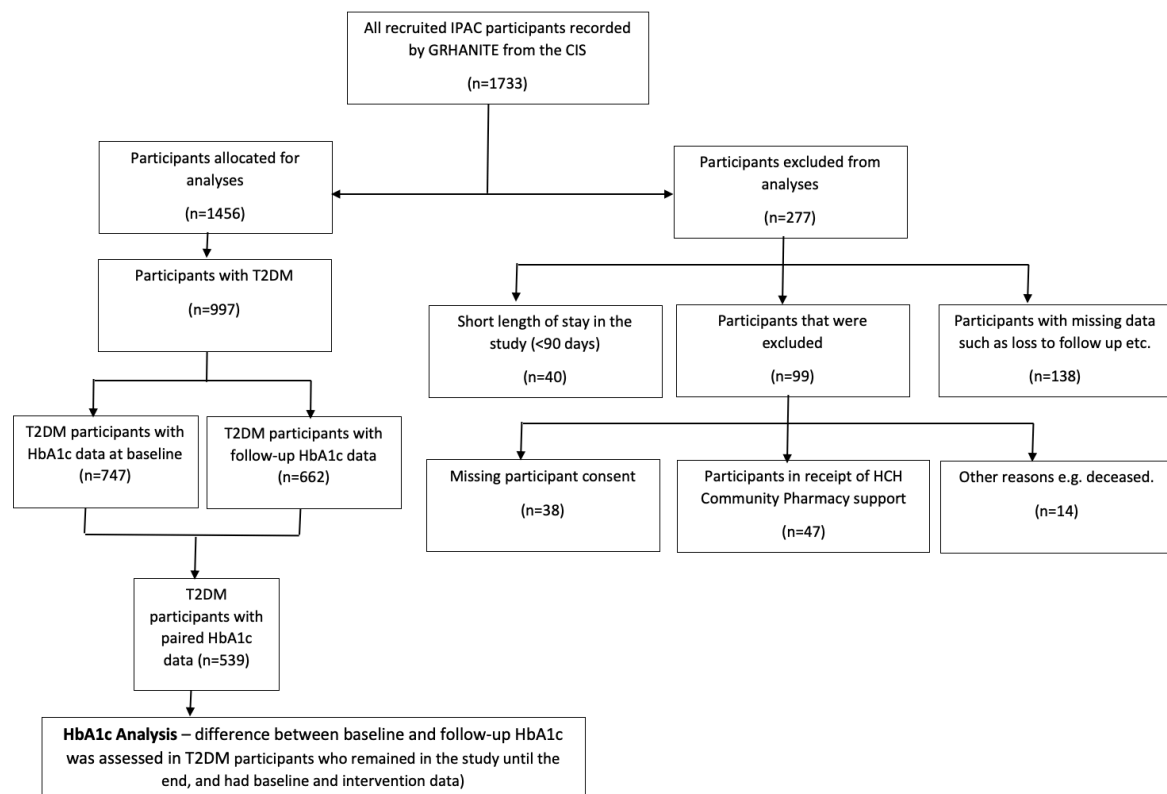 All recruited IPAC participants recorded
by GRHANITE from the CIS
(n=1733)
Participants allocated for
analyses
(n=1456)
Participants excluded from
analyses
(n=277)
Participants with T2DM
(n=997)
Short length of stay in the
study (<90 days)
(n=40)
Participants that were
excluded
(n=99)
Participants with missing data
such as loss to follow up etc.
(n=138)
T2DM participants with
HbA1c data at baseline
(n=747)
T2DM participants with
follow-up HbA1c data
(n=662)
Missing participant consent
(n=38)
Participants in receipt of HCH
Community Pharmacy support
(n=47)
Other reasons e.g. deceased.
(n=14)
T2DM
participants with
paired HbA1c
data (n=539)
HbA1c Analysis – difference between baseline and follow-up HbA1c
was assessed in T2DM participants who remained in the study until the
end, and had baseline and intervention data)